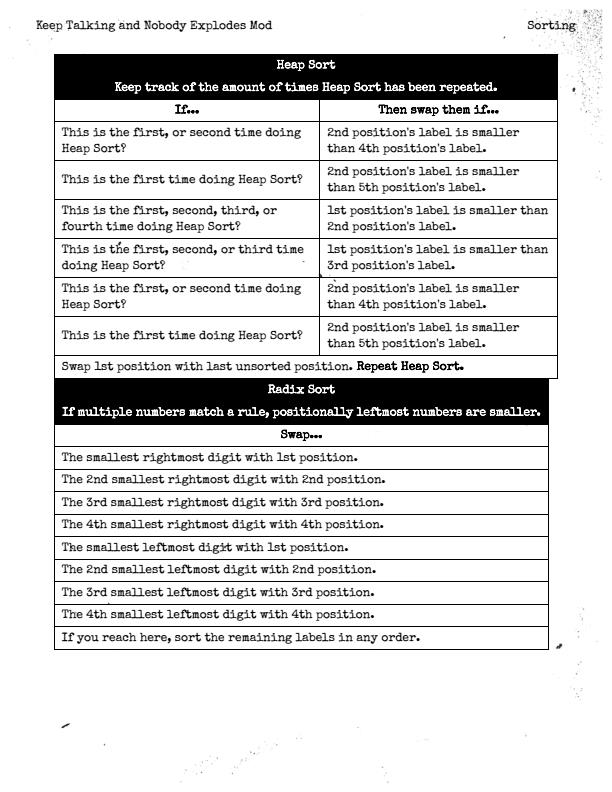 Keep Talking and Nobody Explodes Mod
Sorting
Heap Sort
Keep track of the amount of times Heap Sort has been repeated.
If...
Then swap them if...
This is the first, or second time doing
Heap Sort?
2nd position's label is smaller
than 4th position's label.
This is the first time doing Heap Sort?
2nd position's label is smaller
than 5th position's label.
This is the first, second, third, or
fourth time doing Heap Sort?
1st position's label is smaller than
2nd position's label.
This is the first, second, or third time
doing Heap Sort?
1st position's label is smaller than
3rd position's label.
This is the first, or second time doing
Heap Sort?
2nd position's label is smaller
than 4th position's label.
This is the first time doing Heap Sort?
2nd position's label is smaller
than 5th position's label.
Swap 1st position with last unsorted position. Repeat Heap Sort.
Radix Sort
If multiple numbers match a rule, positionally leftmost numbers are smaller.
Swap...
The smallest rightmost digit with 1st position.
The 2nd smallest rightmost digit with 2nd position.
The 3rd smallest rightmost digit with 3rd position.
The 4th smallest rightmost digit with 4th position.
The smallest leftmost digit with 1st position.
The 2nd smallest leftmost digit with 2nd position.
The 3rd smallest leftmost digit with 3rd position.
The 4th smallest leftmost digit with 4th position.
If you reach here, sort the remaining labels in any order.